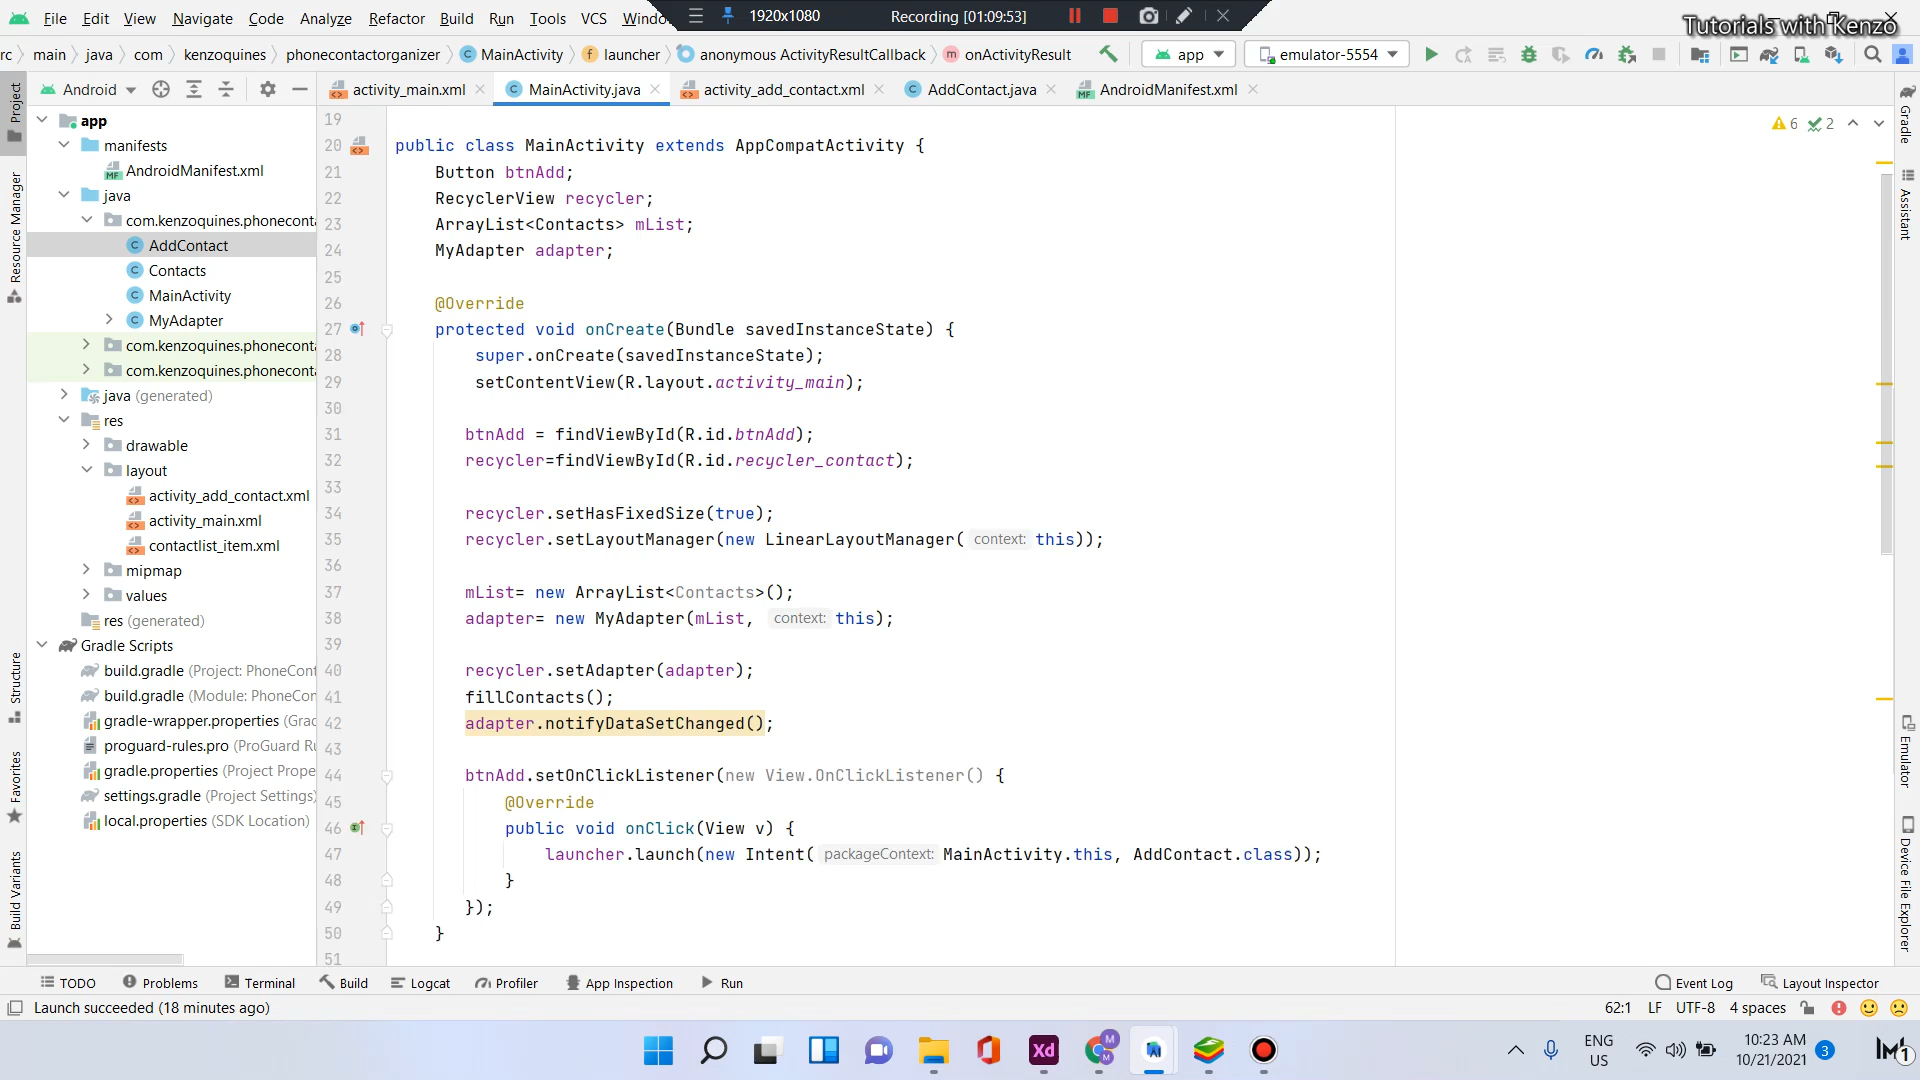 File Edit View Navigate Code Analyze Refactor Build Run Tools VCS
1920x1080
Recording [01:09:53]
Tutorials with Kenzo
rc main java com kenzoquines phonecontactorganizer MainActivity launcher anonymous ActivityResultCallback onActivityResult app emulator-5554
Android
activity_main.xml MainActivity.java activity_add_contact.xml AddContact.java AndroidManifest.xml
Project
Resource Manager
Structure
Favorites
Build Variants
app
manifests
AndroidManifest.xml
java
com.kenzoquines.phoneconta
AddContact
Contacts
MainActivity
MyAdapter
com.kenzoquines.phoneconta
com.kenzoquines.phoneconta
java (generated)
res
drawable
layout
activity_add_contact.xml
activity_main.xml
contactlist_item.xml
mipmap
values
res (generated)
Gradle Scripts
build.gradle (Project: PhoneCont
build.gradle (Module: PhoneCon
gradle-wrapper.properties (Grad
proguard-rules.pro (ProGuard Ru
gradle.properties (Project Prope
settings.gradle (Project Settings)
local.properties (SDK Location)
19
20 public class MainActivity extends AppCompatActivity {
21 Button btnAdd;
22 RecyclerView recycler;
23 ArrayList<Contacts> mList;
24 MyAdapter adapter;
25
26 @Override
27 protected void onCreate(Bundle savedInstanceState) {
28 super.onCreate(savedInstanceState);
29 setContentView(R.layout.activity_main);
30
31 btnAdd = findViewById(R.id.btnAdd);
32 recycler=findViewById(R.id.recycler_contact);
33
34 recycler.setHasFixedSize(true);
35 recycler.setLayoutManager(new LinearLayoutManager( context: this));
36
37 mList= new ArrayList<Contacts>();
38 adapter= new MyAdapter(mList, context: this);
39
40 recycler.setAdapter(adapter);
41 fillContacts();
42 adapter.notifyDataSetChanged();
43
44 btnAdd.setOnClickListener(new View.OnClickListener() {
45 @Override
46 public void onClick(View v) {
47 launcher.launch(new Intent( packageContext: MainActivity.this, AddContact.class));
48 }
49 });
50 }
51
6 2
Gradle
Assistant
Emulator
Device File Explorer
TODO Problems Terminal Build Logcat Profiler App Inspection Run Event Log Layout Inspector
Launch succeeded (18 minutes ago) 62:1 LF UTF-8 4 spaces
ENG
US
10:23 AM
10/21/2021
3
1